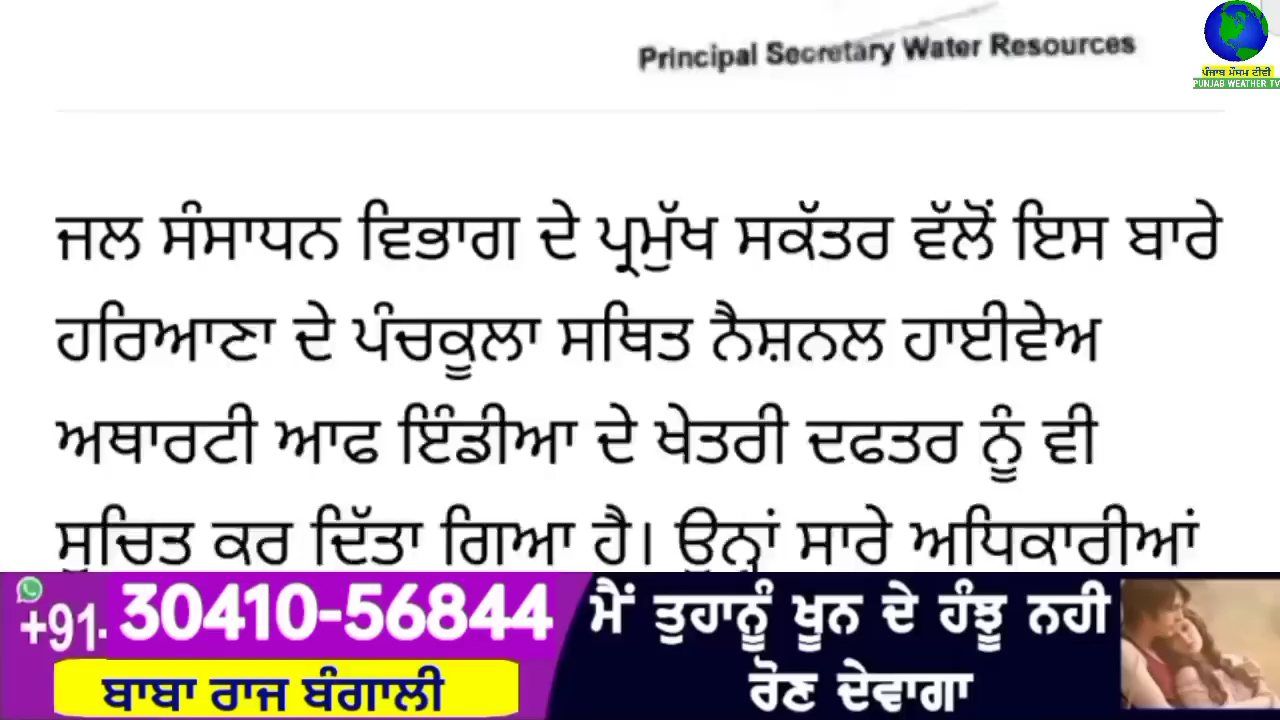 Principal Secretary Water Resources
ਪੰਜਾਬ ਮੌਸਮ ਟੀਵੀ
PUNJAB WEATHER TV
ਜਲ ਸੰਸਾਧਨ ਵਿਭਾਗ ਦੇ ਪ੍ਰਮੁੱਖ ਸਕੱਤਰ ਵੱਲੋਂ ਇਸ ਬਾਰੇ
ਹਰਿਆਣਾ ਦੇ ਪੰਚਕੂਲਾ ਸਥਿਤ ਨੈਸ਼ਨਲ ਹਾਈਵੇਅ
ਅਥਾਰਟੀ ਆਫ ਇੰਡੀਆ ਦੇ ਖੇਤਰੀ ਦਫਤਰ ਨੂੰ ਵੀ
ਸੂਚਿਤ ਕਰ ਦਿੱਤਾ ਗਿਆ ਹੈ। ਉਨ੍ਹਾਂ ਸਾਰੇ ਅਧਿਕਾਰੀਆਂ
+91- 30410-56844
ਬਾਬਾ ਰਾਜ ਬੰਗਾਲੀ
ਮੈਂ ਤੁਹਾਨੂੰ ਖੂਨ ਦੇ ਹੰਝੂ ਨਹੀ
ਰੋਣ ਦੇਵਾਗਾ